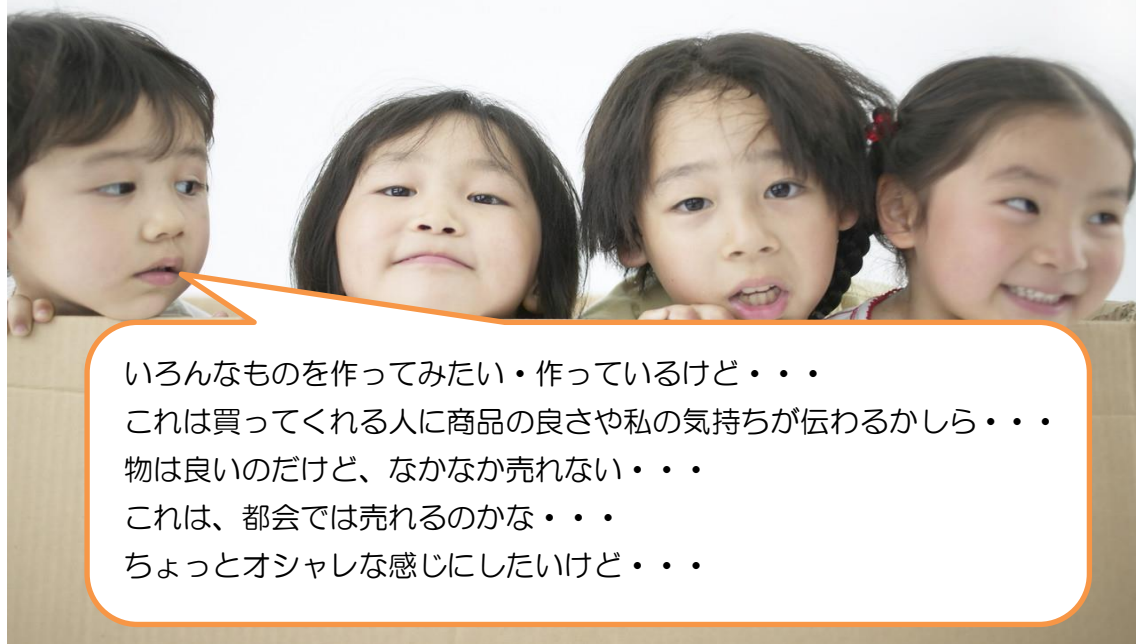 いろんなものを作ってみたい・作っているけど・・・
これは買ってくれる人に商品の良さや私の気持ちが伝わるかしら・・・
物は良いのだけど、なかなか売れない・・・
これは、都会では売れるのかな・・・
ちょっとオシャレな感じにしたいけど・・・